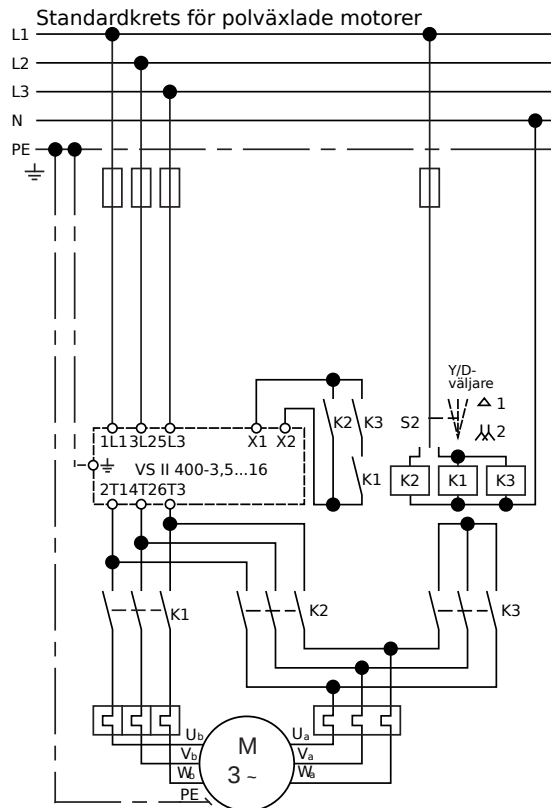 Standardkrets för polväxlade motorer
L1
L2
L3
N
PE
Y/D-
väljare
S2
1
2
K2 K3
K1
1L1 3L2 5L3 X1 X2
VS II 400-3,5...16
2T1 4T2 6T3
K2 K1 K3
K1 K2 K3
Ub Ua
Vb Va
Wb Wa
M
3 ~
PE